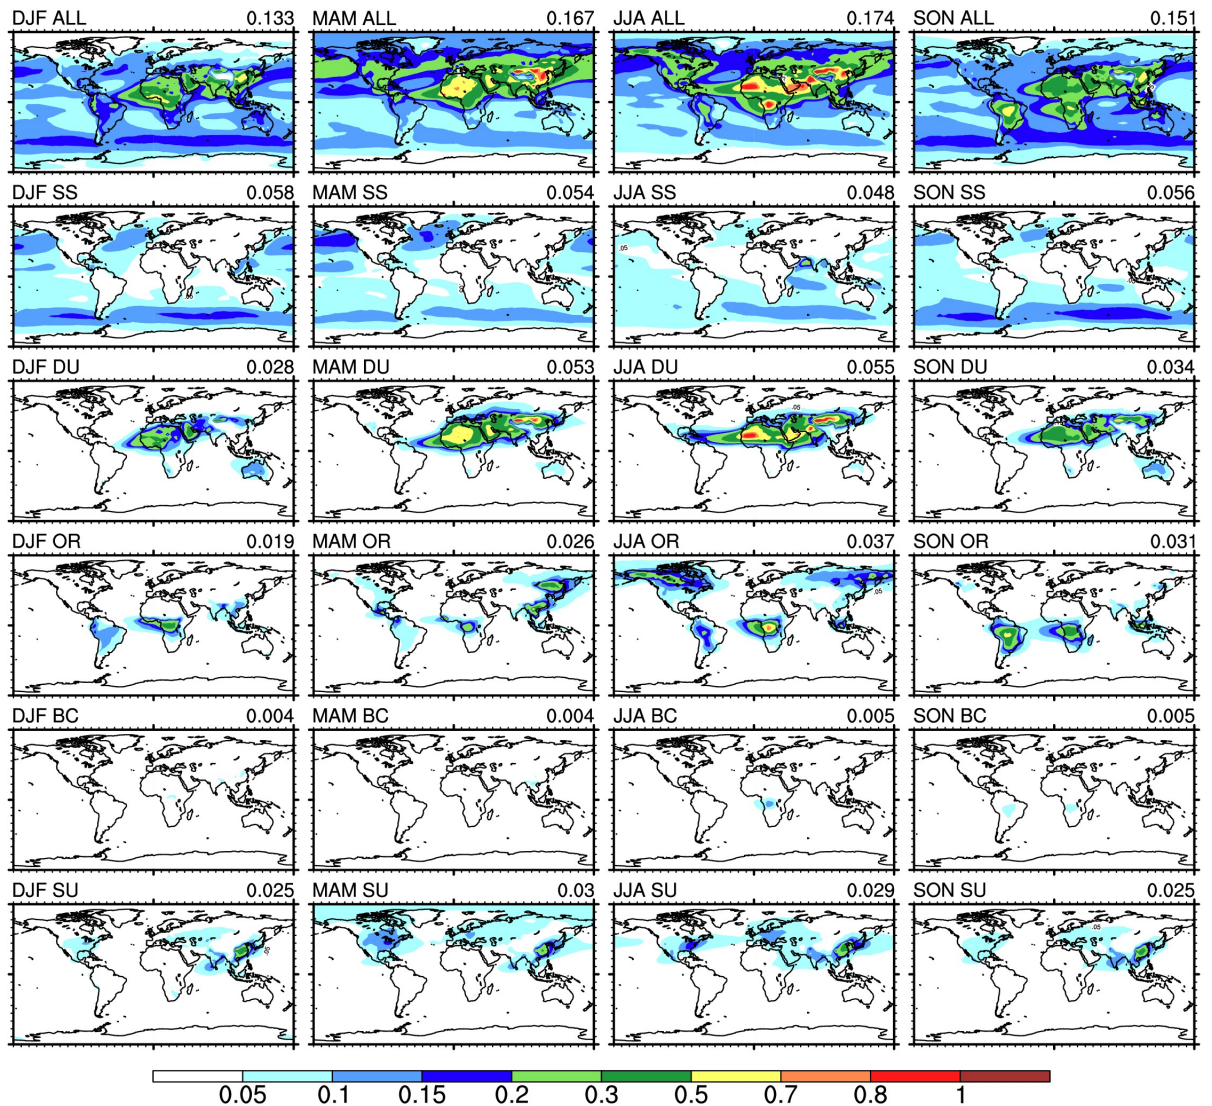 DJF ALL 0.133 MAM ALL 0.167 JJA ALL 0.174 SON ALL 0.151
DJF SS 0.058 MAM SS 0.054 JJA SS 0.048 SON SS 0.056
DJF DU 0.028 MAM DU 0.053 JJA DU 0.055 SON DU 0.034
DJF OR 0.019 MAM OR 0.026 JJA OR 0.037 SON OR 0.031
DJF BC 0.004 MAM BC 0.004 JJA BC 0.005 SON BC 0.005
DJF SU 0.025 MAM SU 0.03 JJA SU 0.029 SON SU 0.025
0.05 0.1 0.15 0.2 0.3 0.5 0.7 0.8 1